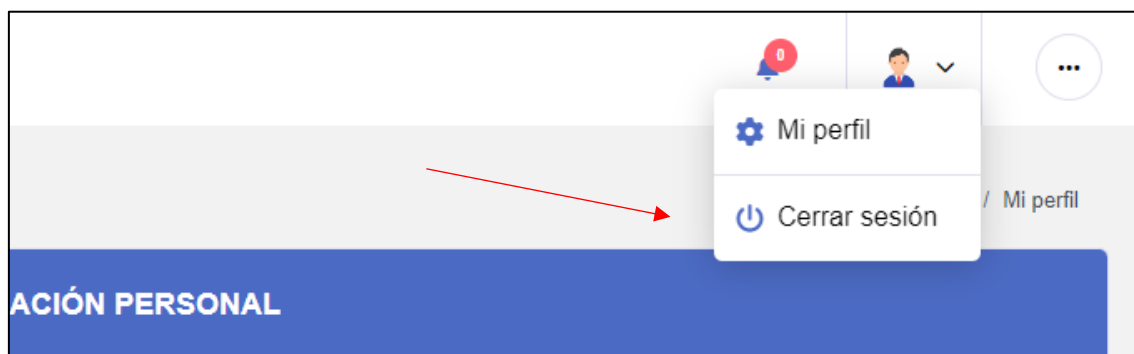 0
Mi perfil
/ Mi perfil
Cerrar sesión
ACIÓN PERSONAL